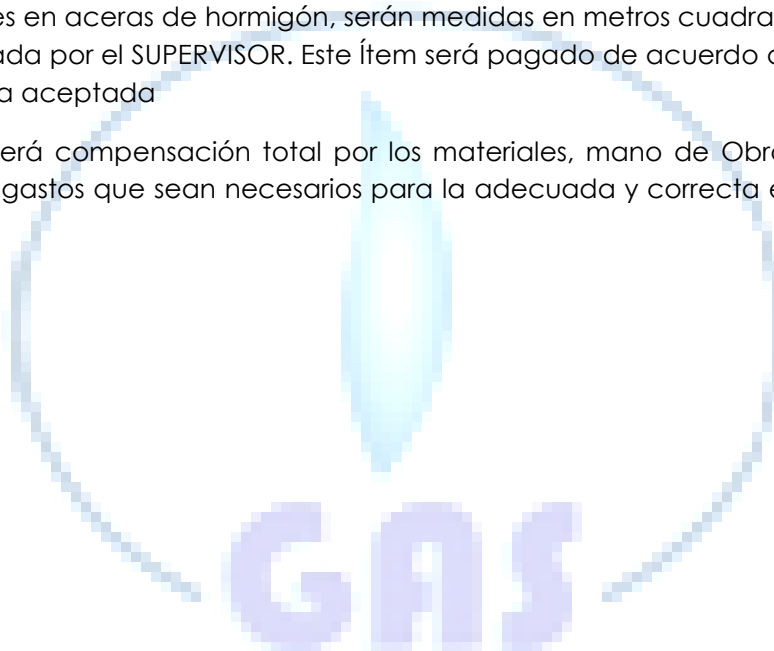 es en aceras de hormigón, serán medidas en metros cuadra
ada por el SUPERVISOR. Este Ítem será pagado de acuerdo
a aceptada
erá compensación total por los materiales, mano de Obra
gastos que sean necesarios para la adecuada y correcta
GAS